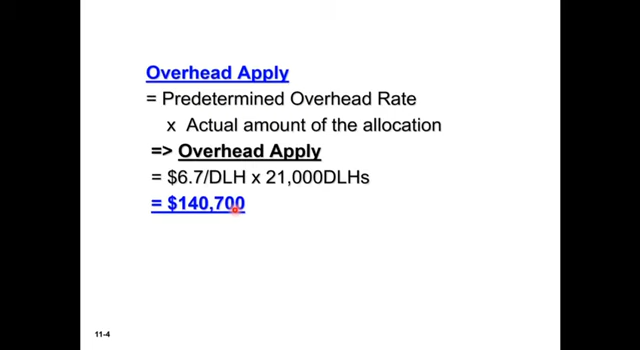 Overhead Apply
= Predetermined Overhead Rate
x Actual amount of the allocation
=> Overhead Apply
= $6.7/DLH x 21,000DLHs
= $140,700
11-4